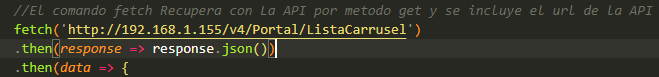 //El comando fetch Recupera con La API por metodo get y se incluye el url de la API
fetch('http://192.168.1.155/v4/Portal/ListaCarrusel')
.then(response => response.json())
.then(data => {